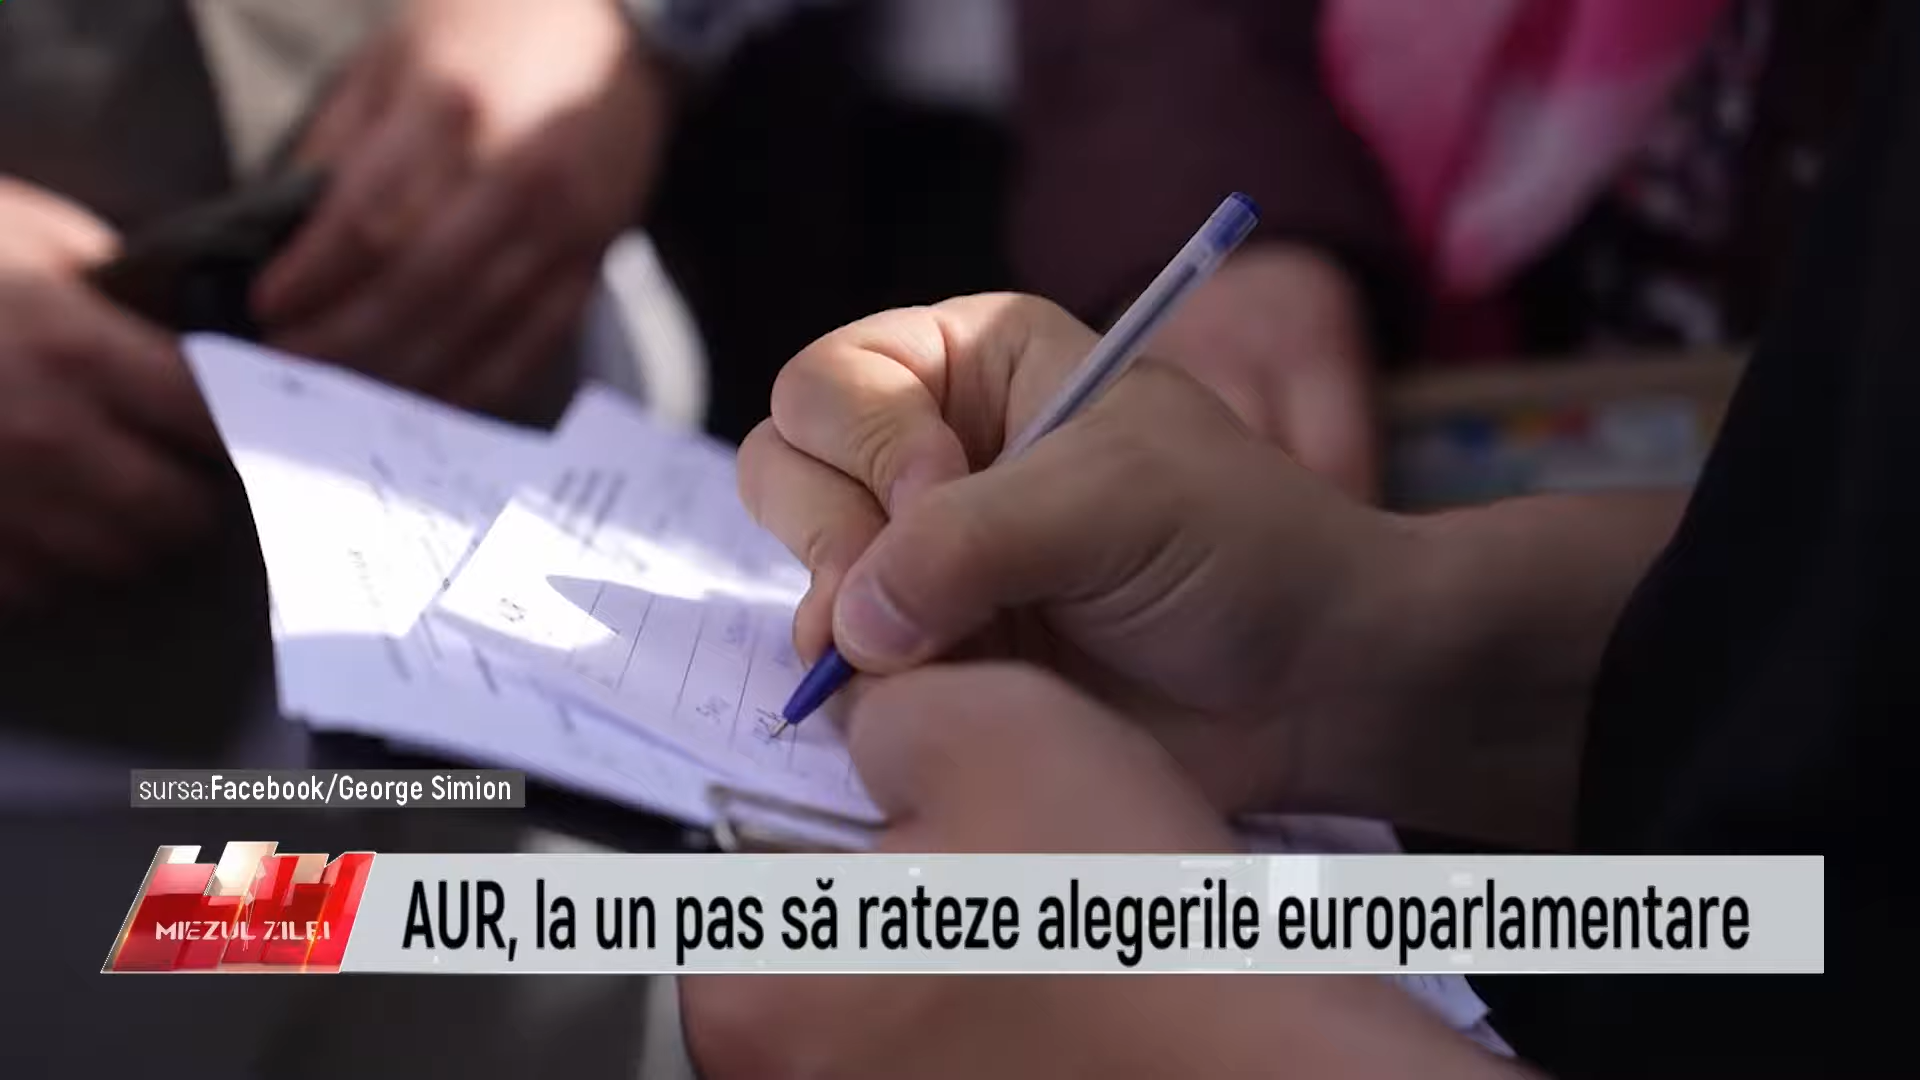 sursa:Facebook/George Simion
MIEZUL ZILEI
AUR, la un pas să rateze alegerile europarlamentare